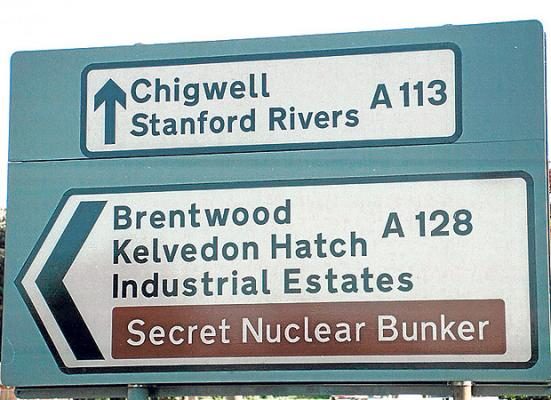 Chigwell
Stanford Rivers
A 113
Brentwood
Kelvedon Hatch
Industrial Estates
A 128
Secret Nuclear Bunker